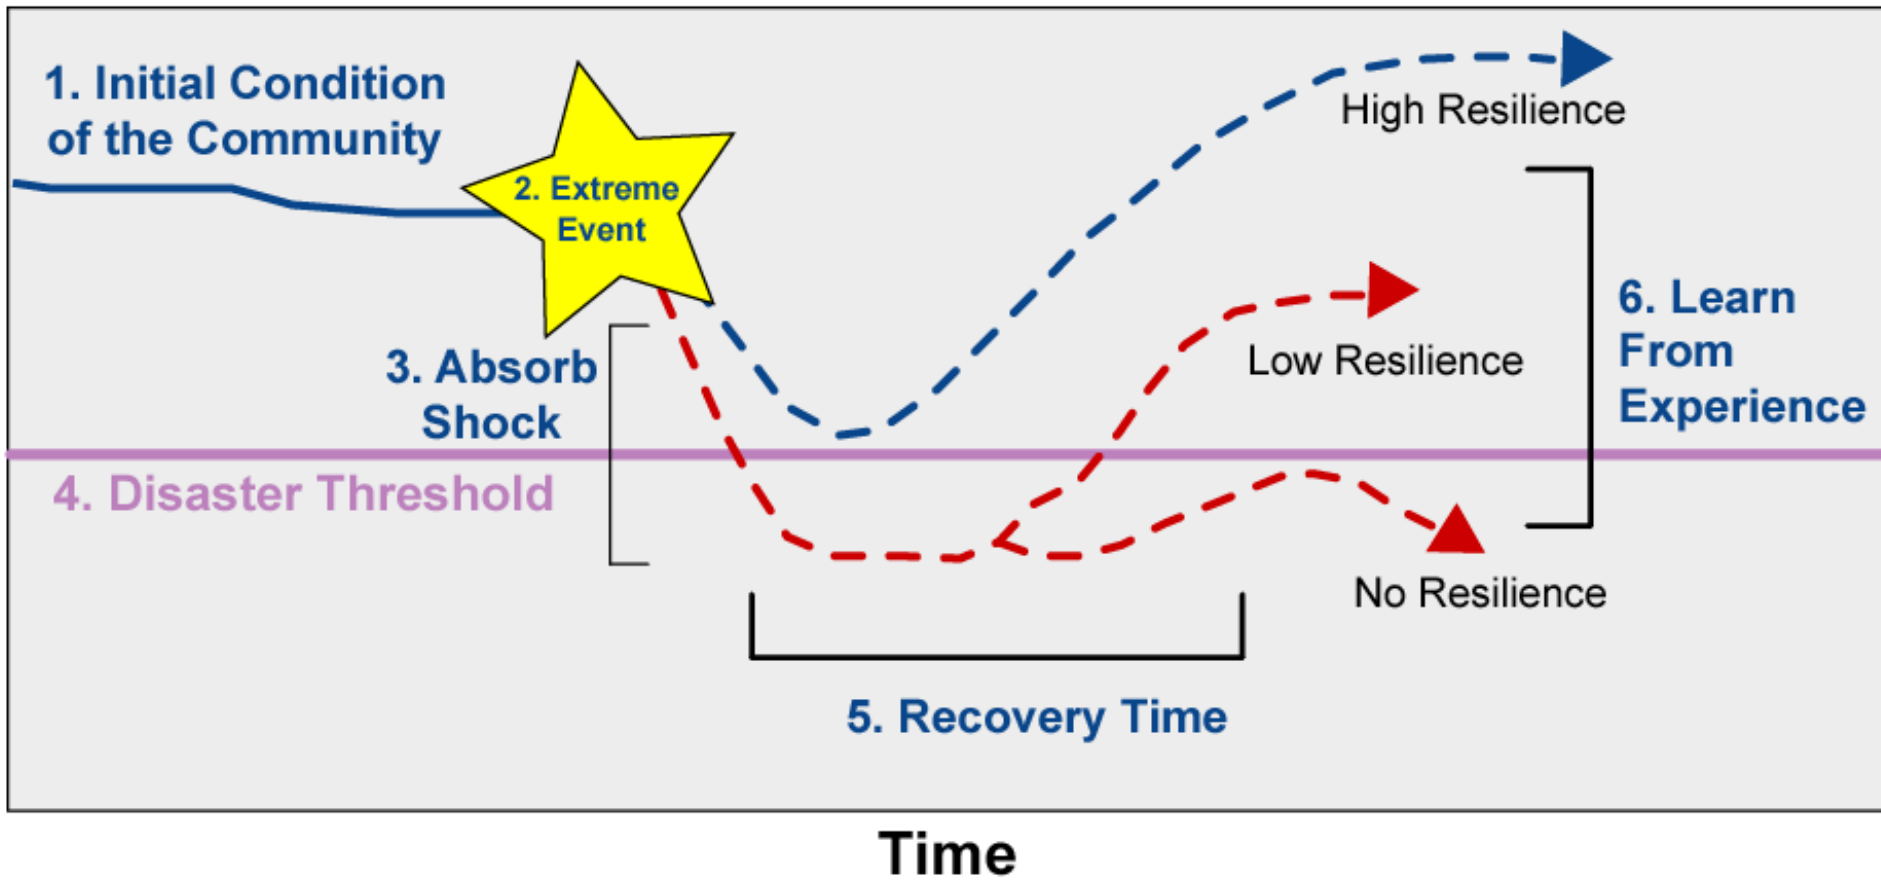 1. Initial Condition
of the Community
2. Extreme
Event
High Resilience
3. Absorb
Shock
Low Resilience
6. Learn
From
Experience
4. Disaster Threshold
No Resilience
5. Recovery Time
Time